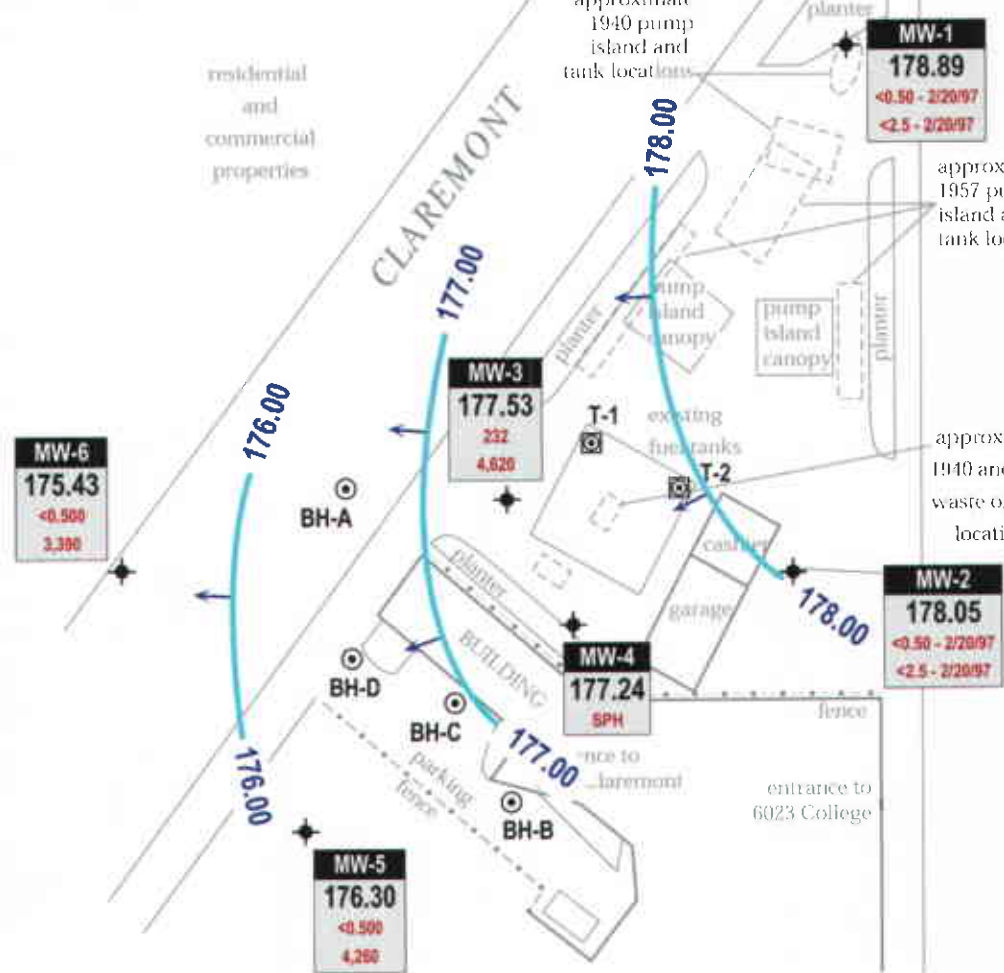 approximate
1940 pump
island and
tank locations
planter
MW-1
178.89
<0.50 - 2/20/97
<2.5 - 2/20/97
residential
and
commercial
properties
CLAREMONT
178.00
1957
island
tank
177.00
planter
pump
island
canopy
pump
island
canopy
planter
MW-3
177.53
232
4,620
176.00
T-1
existing
fuel tanks
T-2
1940 and
waste
MW-6
175.43
<0.500
3,390
BH-A
cashier
planter
garage
178.00
MW-2
178.05
<0.50 - 2/20/97
<2.5 - 2/20/97
BUILDING
MW-4
177.24
SPH
BH-D
BH-C
fence
177.00
to
parking
fence
176.00
entrance to
6023 College
BH-B
MW-5
176.30
<0.500
4,260